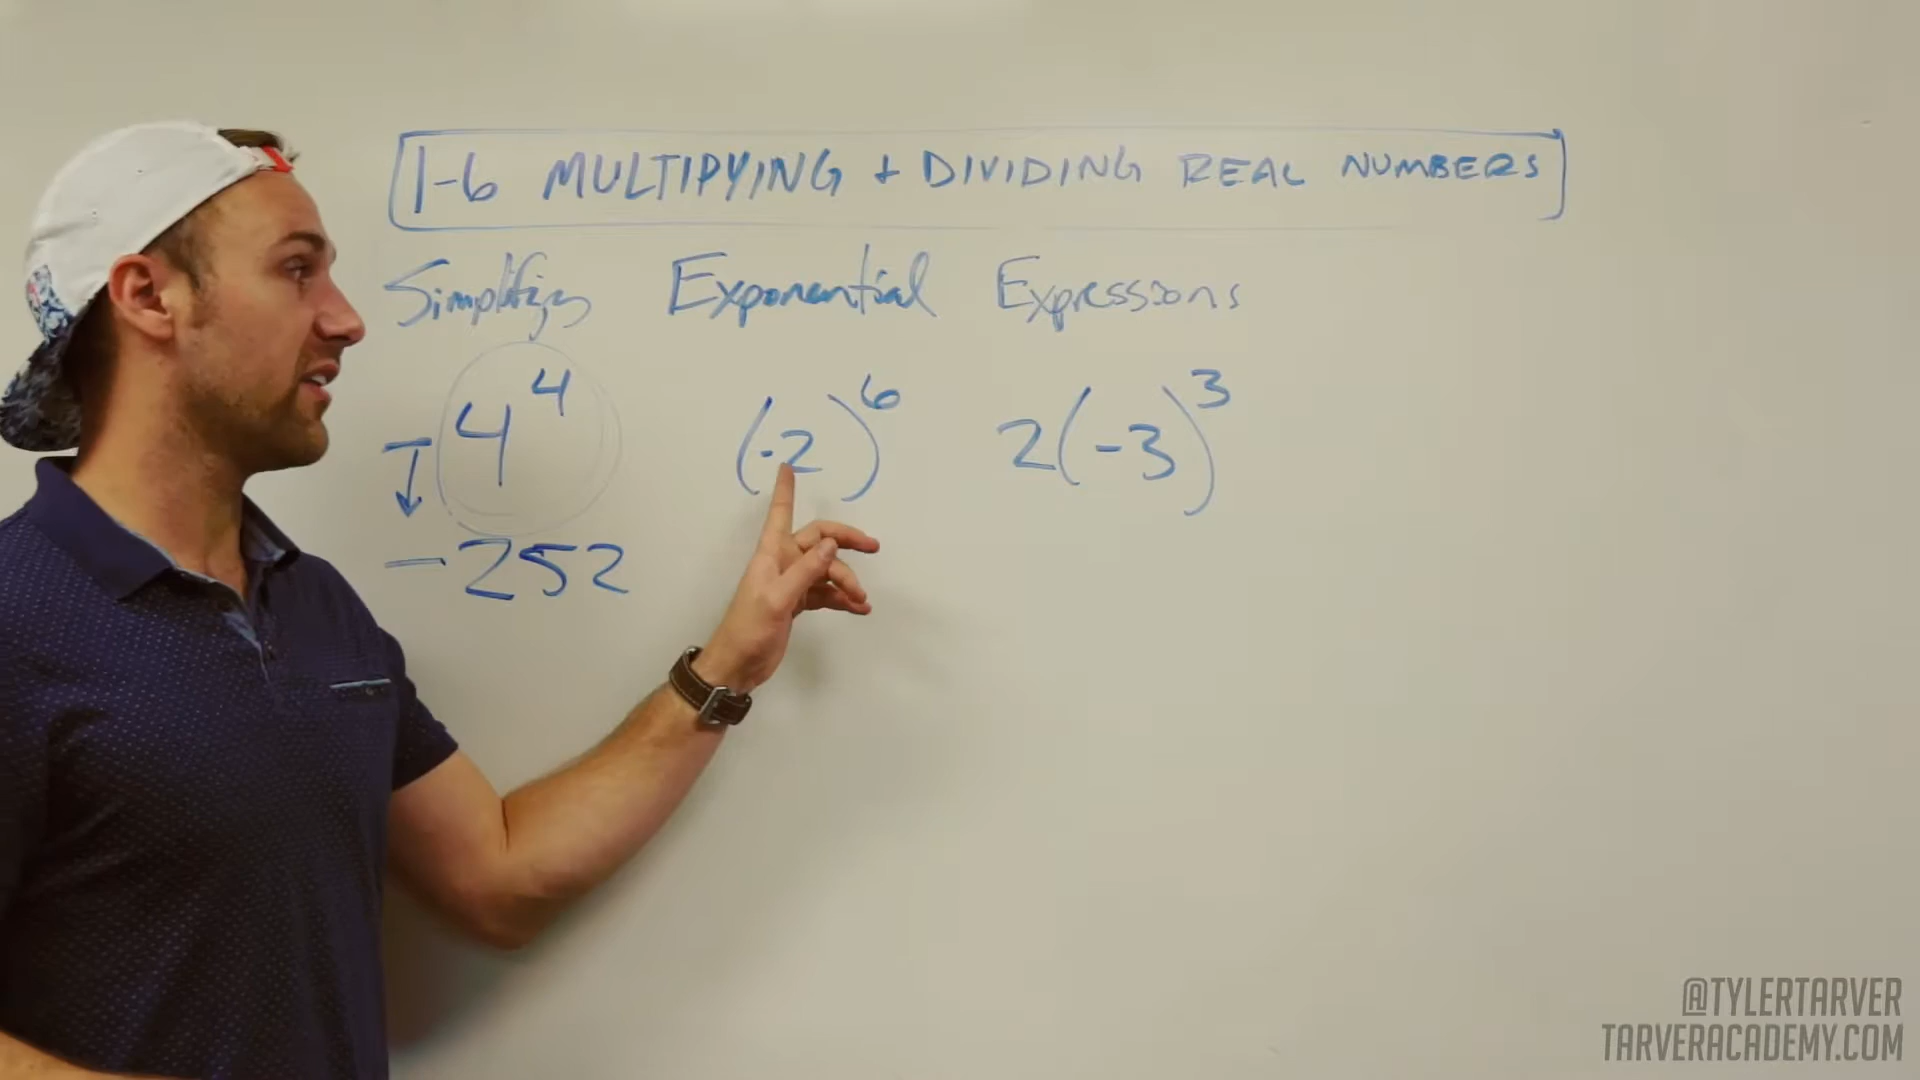 1-6 MULTIPYING + DIVIDING REAL NUMBERS
Simplifying Exponential Expressions
-4^4 (-2)^6 2(-3)^3
-252
@TYLERTARVER
TARVERACADEMY.COM